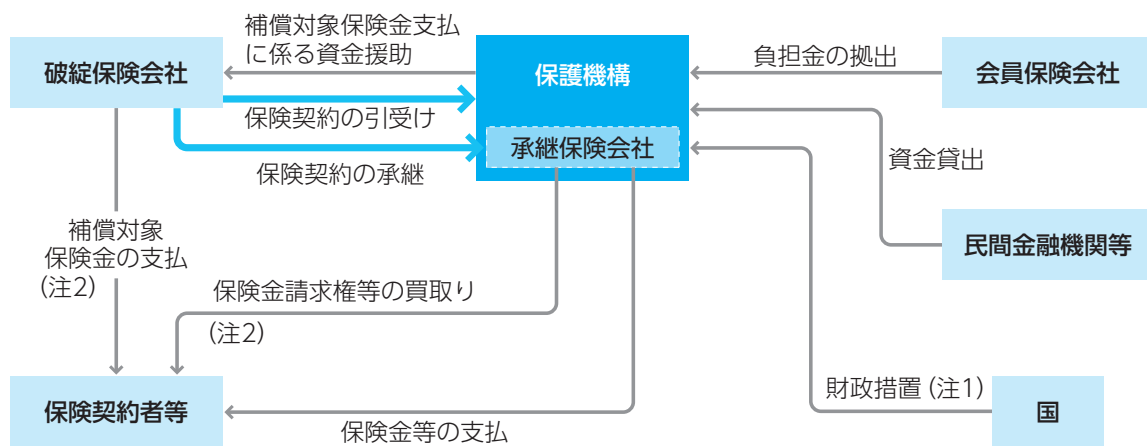 補償対象保険金支払
に係る資金援助
破綻保険会社
保護機構
負担金の拠出
会員保険会社
保険契約の引受け
承継保険会社
保険契約の承継
資金貸出
補償対象
保険金の支払
(注2)
民間金融機関等
保険金請求権等の買取り
(注2)
財政措置(注1)
保険契約者等
国
保険金等の支払